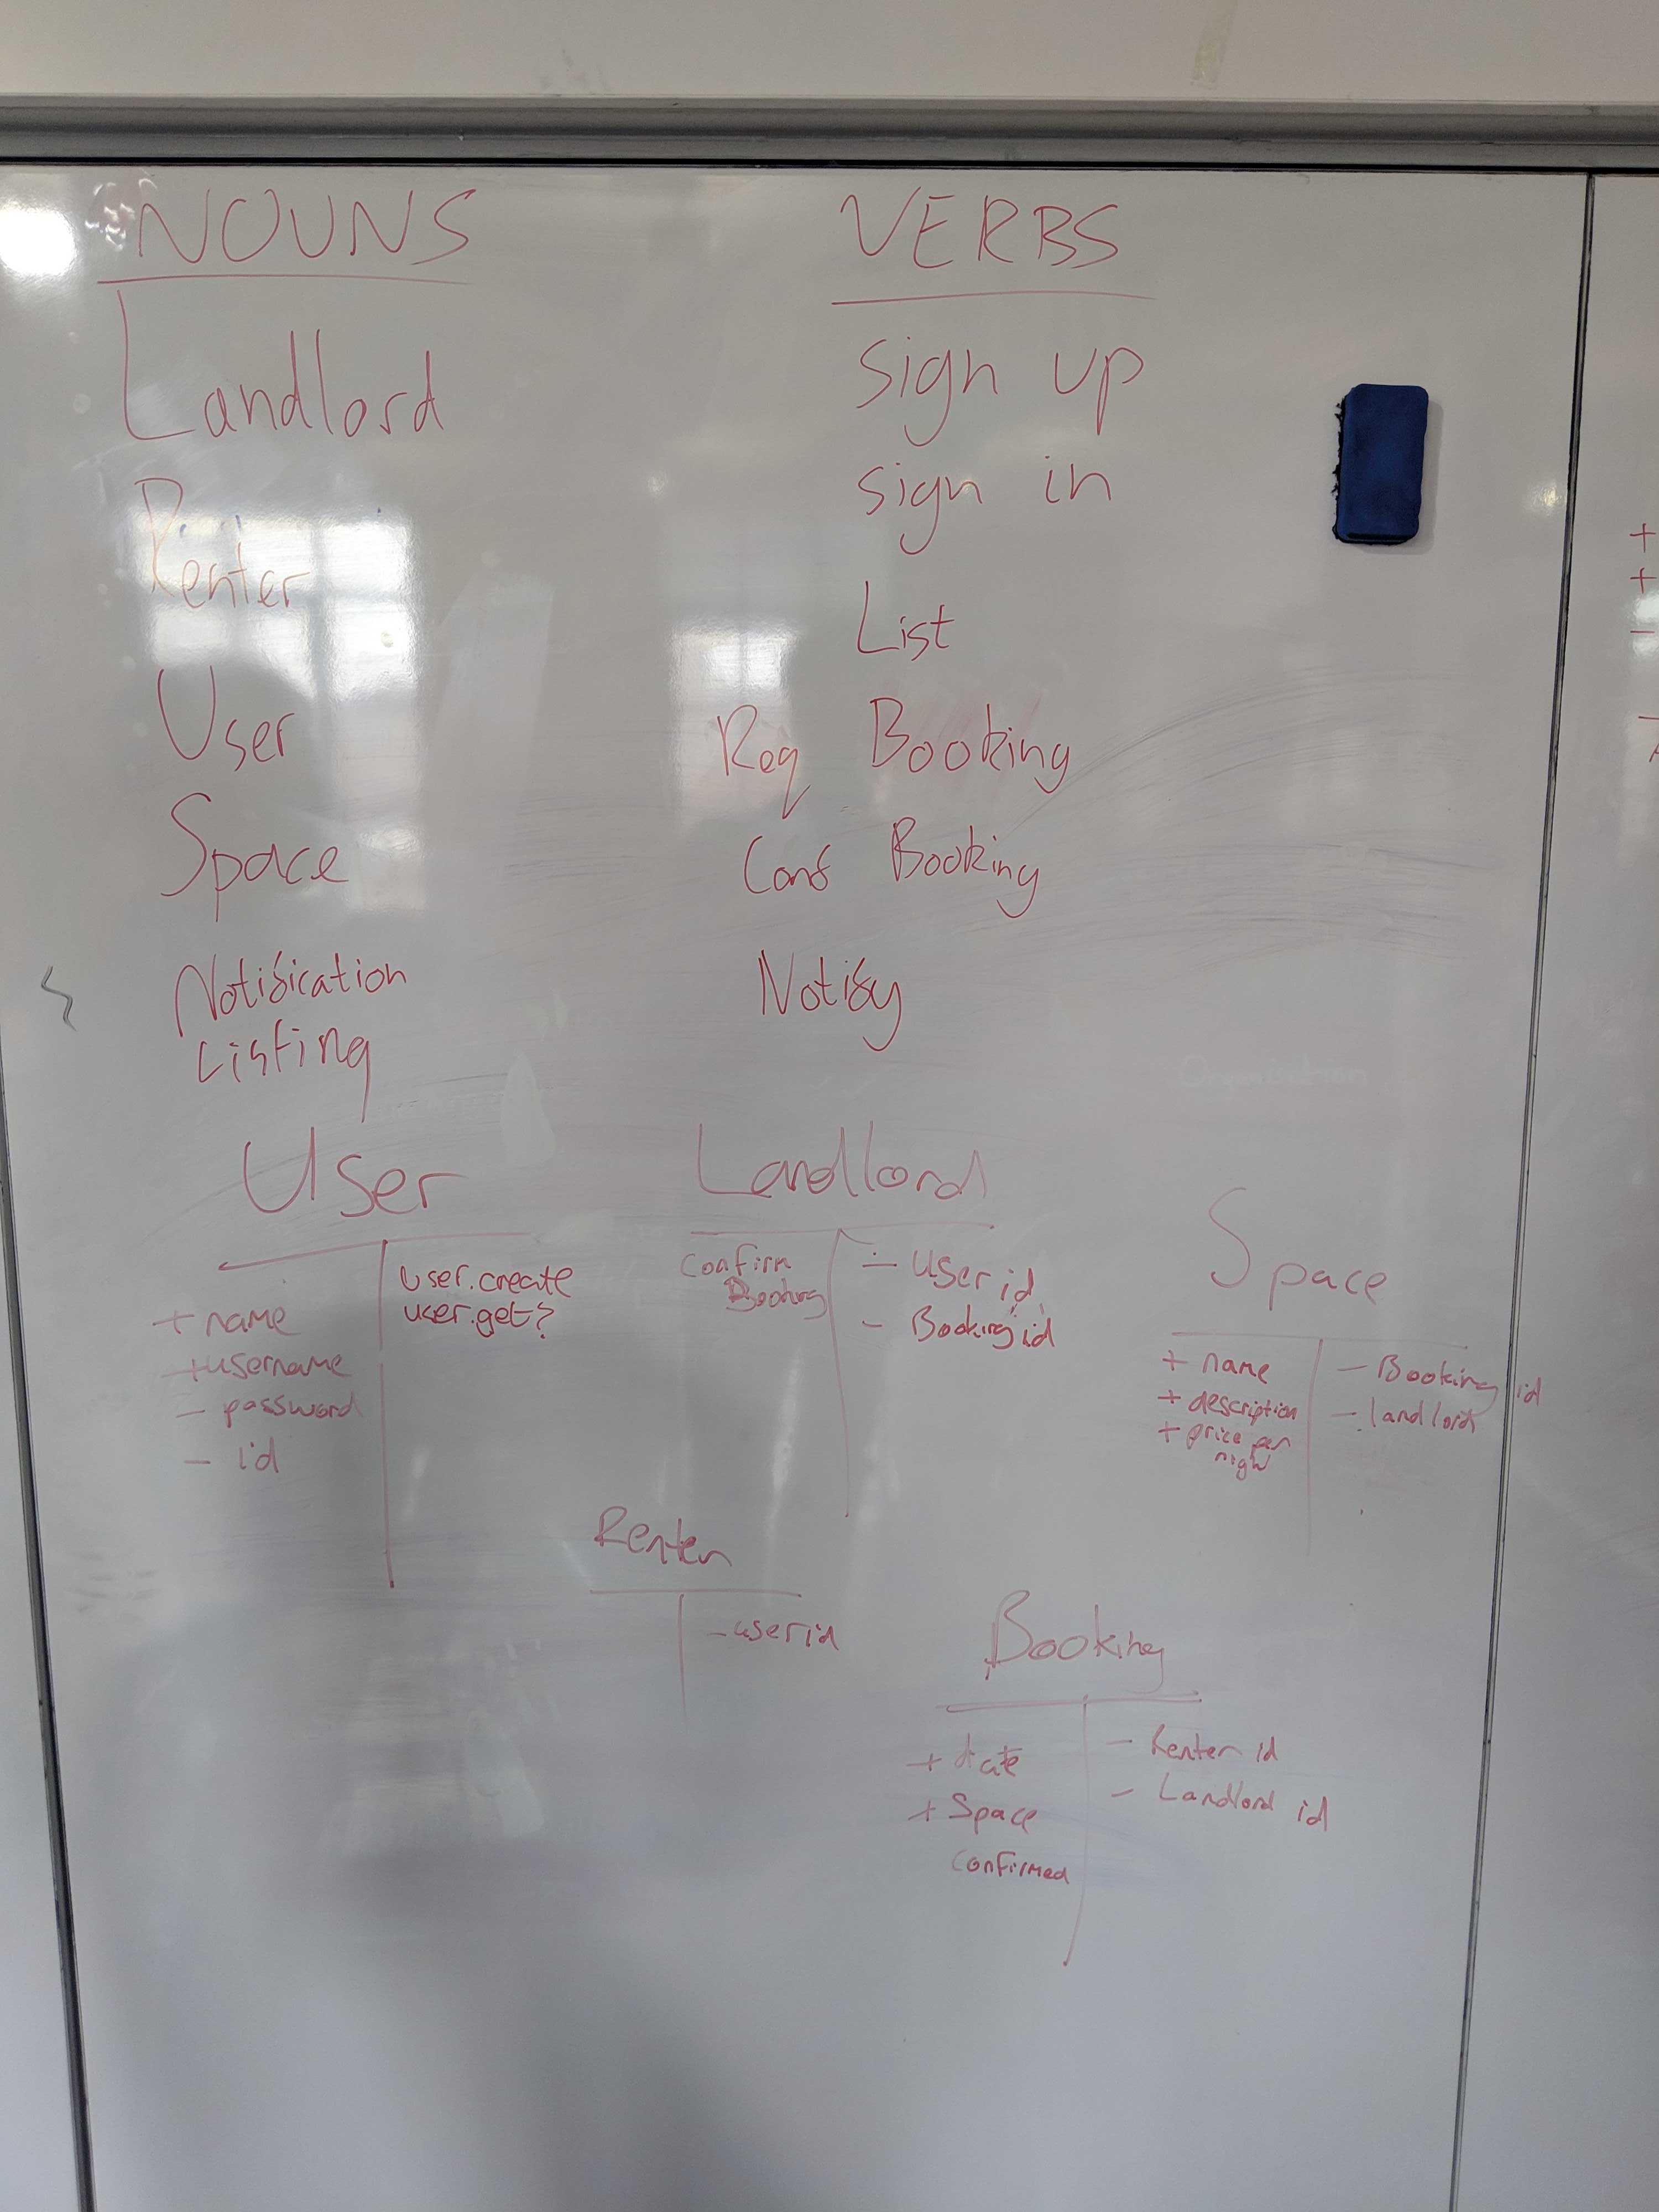 NOUNS
Landlord
Renter
User
Space
Notification
Listing
VERBS
sign up
sign in
List
Req Booking
Conf Booking
Notify
User
+ name
+ username
- password
- id
user.create
user.get?
Landlord
Confirm
Booking
- user id
- Booking id
Space
+ name
+ description
+ price per
night
- Booking id
- landlord
Renter
- user id
Booking
+ date
+ Space
confirmed
- Renter id
- Landlord id